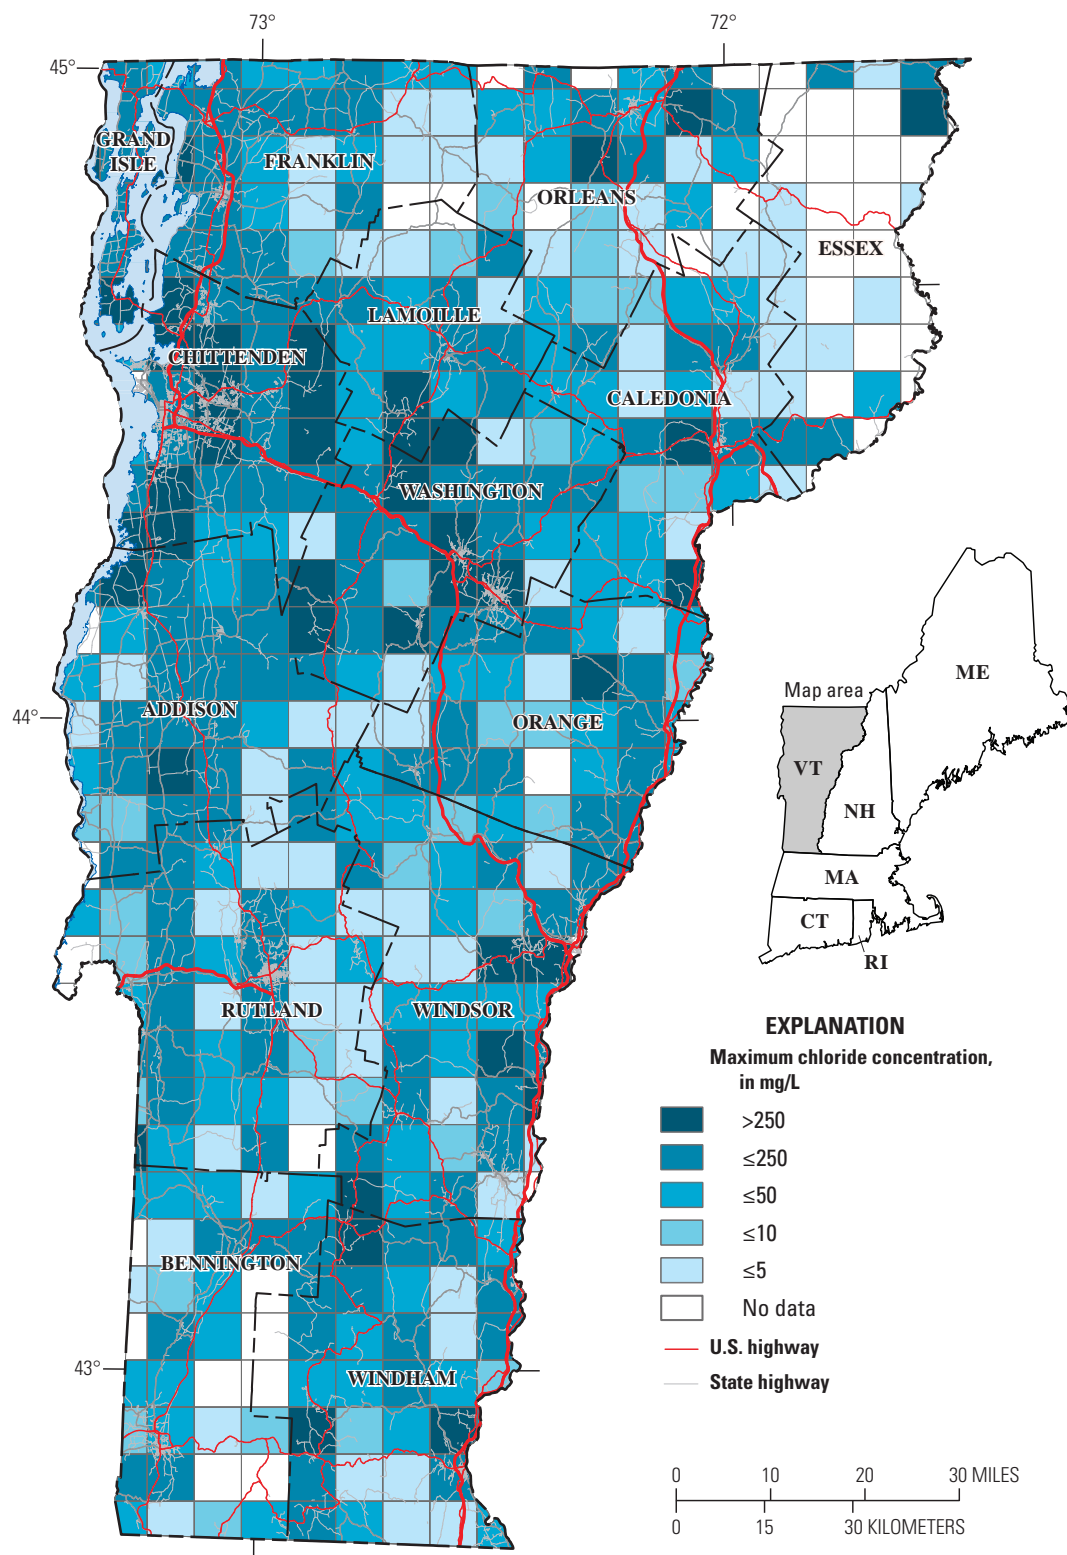 73°
72°
45°
GRAND
ISLE
FRANKLIN
ORLEANS
ESSEX
LAMOILLE
CHITTENDEN
CALEDONIA
WASHINGTON
ADDISON
44°
ORANGE
RUTLAND
WINDSOR
BENNINGTON
43°
WINDHAM
ME
Map area
VT
NH
MA
CT
RI
EXPLANATION
Maximum chloride concentration,
in mg/L
>250
≤250
≤50
≤10
≤5
No data
U.S. highway
State highway
0 10 20 30 MILES
0 15 30 KILOMETERS